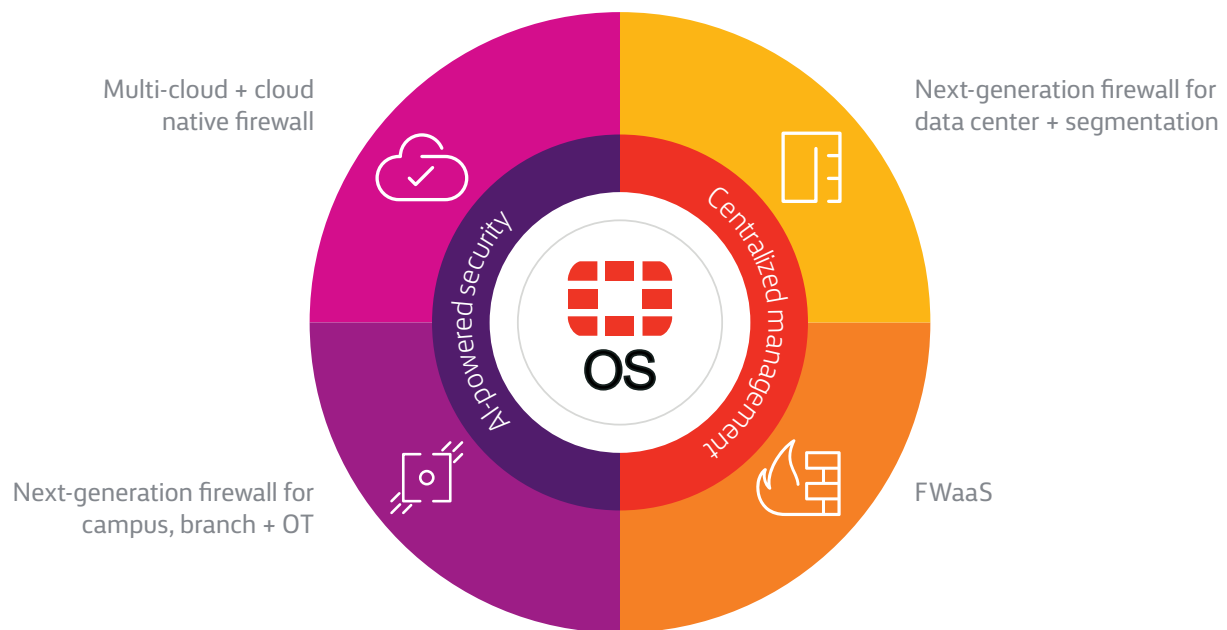 Multi-cloud + cloud
native firewall
Next-generation firewall for
data center + segmentation
AI-powered security
Centralized management
OS
Next-generation firewall for
campus, branch + OT
FWaaS